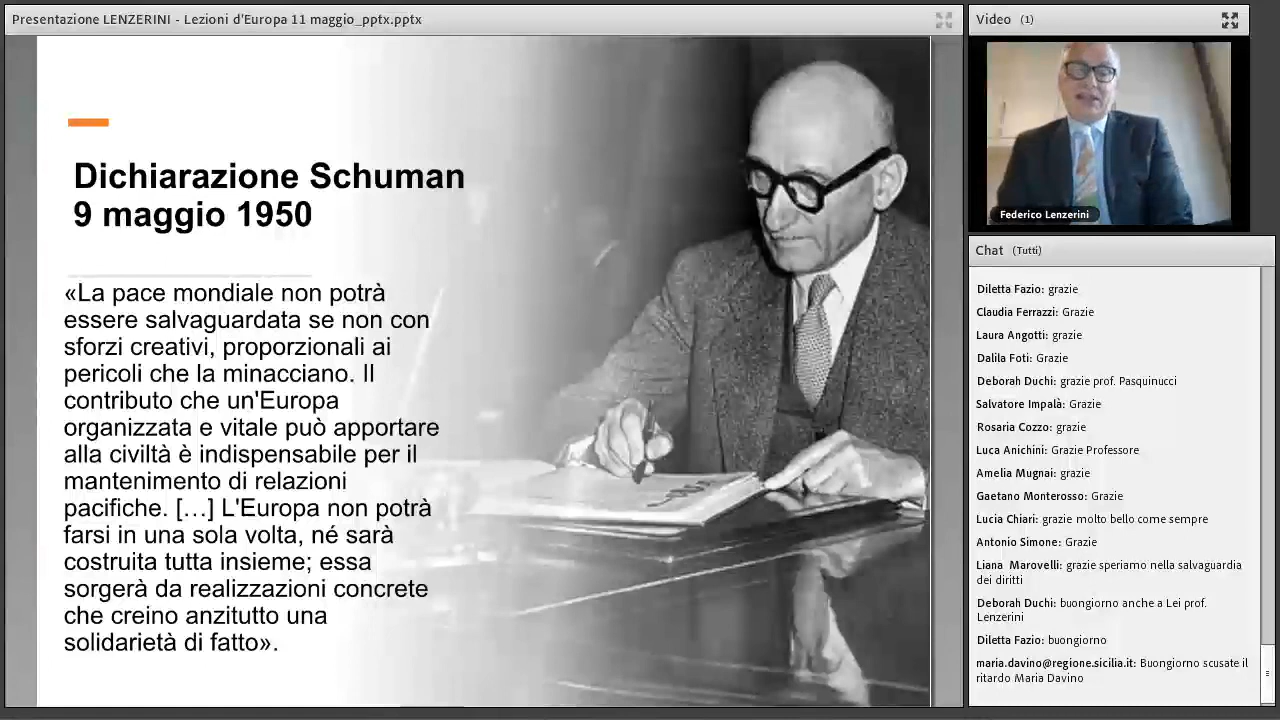 Presentazione LENZERINI - Lezioni d'Europa 11 maggio_pptx.pptx
Dichiarazione Schuman
9 maggio 1950
«La pace mondiale non potrà
essere salvaguardata se non con
sforzi creativi, proporzionali ai
pericoli che la minacciano. Il
contributo che un'Europa
organizzata e vitale può apportare
alla civiltà è indispensabile per il
mantenimento di relazioni
pacifiche. […] L'Europa non potrà
farsi in una sola volta, né sarà
costruita tutta insieme; essa
sorgerà da realizzazioni concrete
che creino anzitutto una
solidarietà di fatto».
Video (1)
Federico Lenzerini
Chat (Tutti)
Diletta Fazio: grazie
Claudia Ferrazzi: Grazie
Laura Angotti: grazie
Dalila Foti: Grazie
Deborah Duchi: grazie prof. Pasquinucci
Salvatore Impalà: Grazie
Rosaria Cozzo: grazie
Luca Anichini: Grazie Professore
Amelia Mugnai: grazie
Gaetano Monterosso: Grazie
Lucia Chiari: grazie molto bello come sempre
Antonio Simone: Grazie
Liana Marovelli: grazie speriamo nella salvaguardia
dei diritti
Deborah Duchi: buongiorno anche a Lei prof.
Lenzerini
Diletta Fazio: buongiorno
maria.davino@regione.sicilia.it: Buongiorno scusate il
ritardo Maria Davino